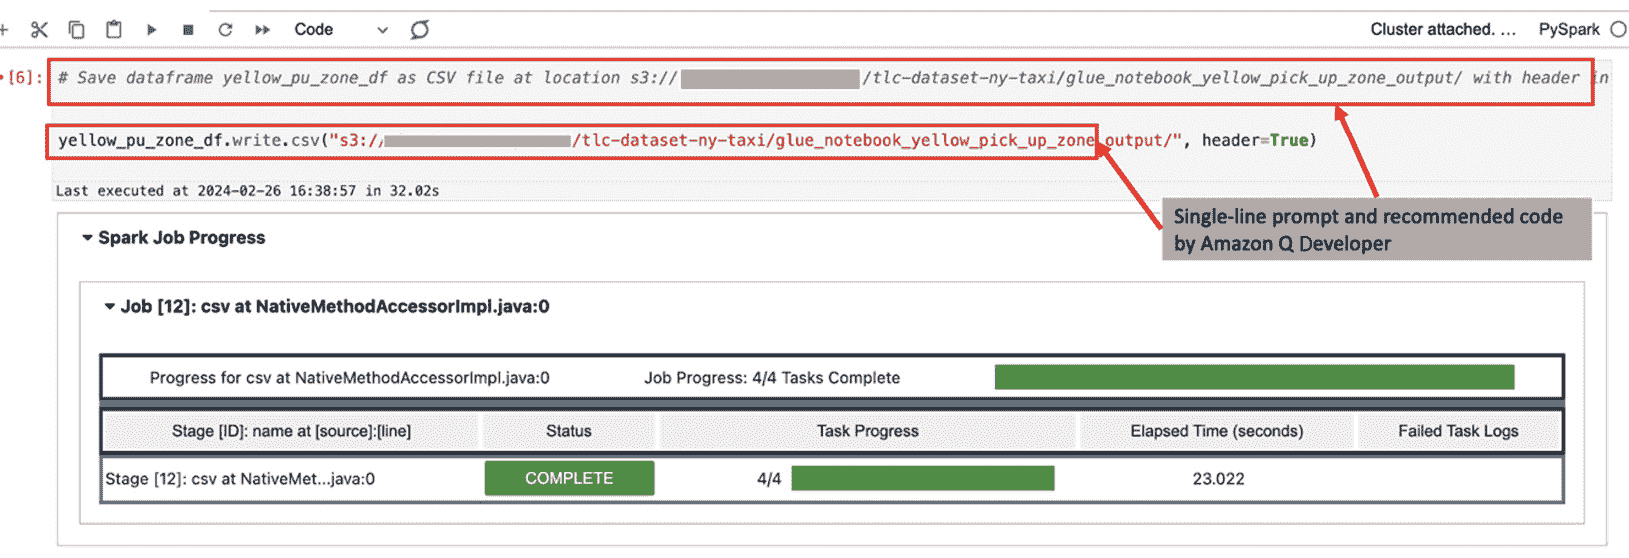 Code
Cluster attached. ...
PySpark
[6]:
# Save dataframe yellow_pu_zone_df as CSV file at location s3:// /tlc-dataset-ny-taxi/glue_notebook_yellow_pick_up_zone_output/ with header in
yellow_pu_zone_df.write.csv("s3:// /tlc-dataset-ny-taxi/glue_notebook_yellow_pick_up_zone_output/", header=True)
Last executed at 2024-02-26 16:38:57 in 32.02s
Single-line prompt and recommended code
by Amazon Q Developer
Spark Job Progress
Job [12]: csv at NativeMethodAccessorImpl.java:0
Progress for csv at NativeMethodAccessorImpl.java:0
Job Progress: 4/4 Tasks Complete
Stage [ID]: name at [source]:[line]
Status
Task Progress
Elapsed Time (seconds)
Failed Task Logs
Stage [12]: csv at NativeMet...java:0
COMPLETE
4/4
23.022